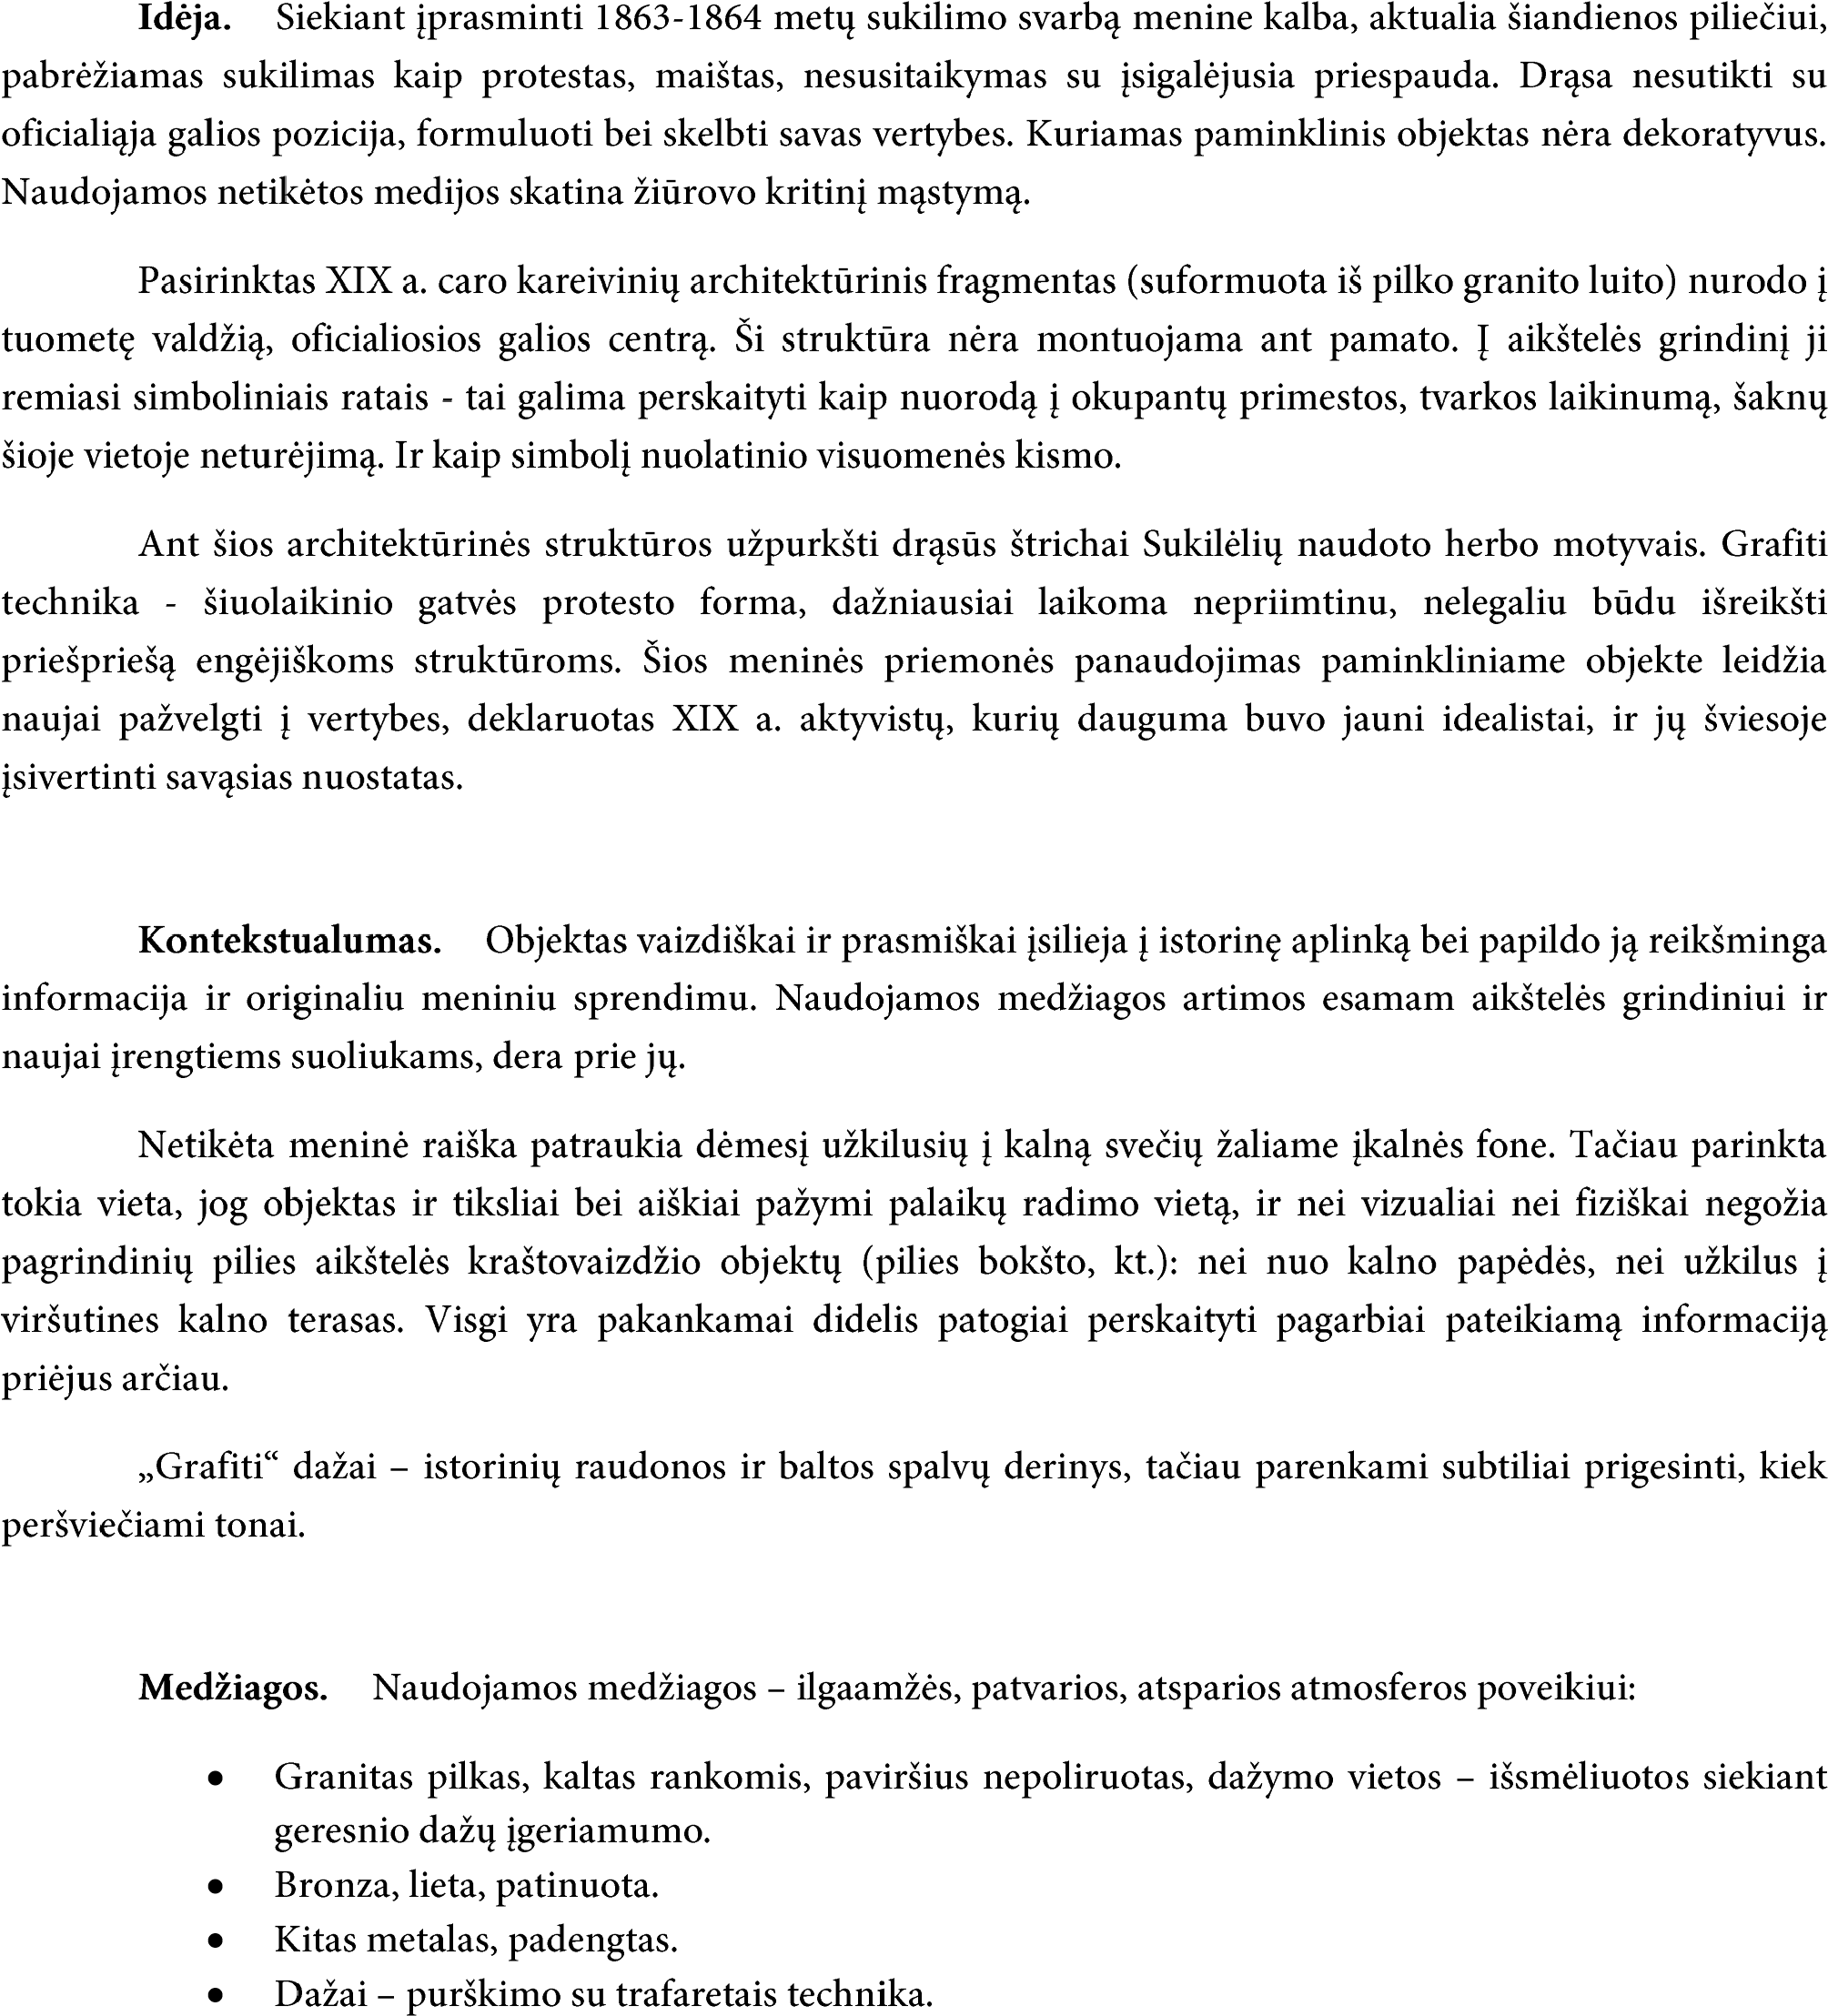 Idėja. Siekiant įprasminti 1863-1864 metų sukilimo svarbą menine kalba, aktualia šiandienos piliečiui,
pabrėžiamas sukilimas kaip protestas, maištas, nesusitaikymas su įsigalėjusia priespauda. Drąsa nesutikti su
oficialiąja galios pozicija, formuluoti bei skelbti savas vertybes. Kuriamas paminklinis objektas nėra dekoratyvus.
Naudojamos netikėtos medijos skatina žiūrovo kritinį mąstymą.
Pasirinktas XIX a. caro kareivinių architektūrinis fragmentas (suformuota iš pilko granito luito) nurodo į
tuometę valdžią, oficialiosios galios centrą. Ši struktūra nėra montuojama ant pamato. Į aikštelės grindinį ji
remiasi simboliniais ratais - tai galima perskaityti kaip nuorodą į okupantų primestos, tvarkos laikinumą, šaknų
šioje vietoje neturėjimą. Ir kaip simbolį nuolatinio visuomenės kismo.
Ant šios architektūrinės struktūros užpurkšti drąsūs štrichai Sukilėlių naudoto herbo motyvais. Grafiti
technika - šiuolaikinio gatvės protesto forma, dažniausiai laikoma nepriimtinu, nelegaliu būdu išreikšti
priešpriešą engėjiškoms struktūroms. Šios meninės priemonės panaudojimas paminkliniame objekte leidžia
naujai pažvelgti į vertybes, deklaruotas XIX a. aktyvistų, kurių dauguma buvo jauni idealistai, ir jų šviesoje
įsivertinti savąsias nuostatas.
Kontekstualumas. Objektas vaizdiškai ir prasmiškai įsilieja į istorinę aplinką bei papildo ją reikšminga
informacija ir originaliu meniniu sprendimu. Naudojamos medžiagos artimos esamam aikštelės grindiniui ir
naujai įrengtiems suoliukams, dera prie jų.
Netikėta meninė raiška patraukia dėmesį užkilusių į kalną svečių žaliame įkalnės fone. Tačiau parinkta
tokia vieta, jog objektas ir tiksliai bei aiškiai pažymi palaikų radimo vietą, ir nei vizualiai nei fiziškai negožia
pagrindinių pilies aikštelės kraštovaizdžio objektų (pilies bokšto, kt.): nei nuo kalno papėdės, nei užkilus į
viršutines kalno terasas. Visgi yra pakankamai didelis patogiai perskaityti pagarbiai pateikiamą informaciją
priėjus arčiau.
„Grafiti“ dažai – istorinių raudonos ir baltos spalvų derinys, tačiau parenkami subtiliai prigesinti, kiek
peršviečiami tonai.
Medžiagos. Naudojamos medžiagos – ilgaamžės, patvarios, atsparios atmosferos poveikiui:
• Granitas pilkas, kaltas rankomis, paviršius nepoliruotas, dažymo vietos – išsmėliuotos siekiant
geresnio dažų įgeriamumo.
• Bronza, lieta, patinuota.
• Kitas metalas, padengtas.
• Dažai – purškimo su trafaretais technika.